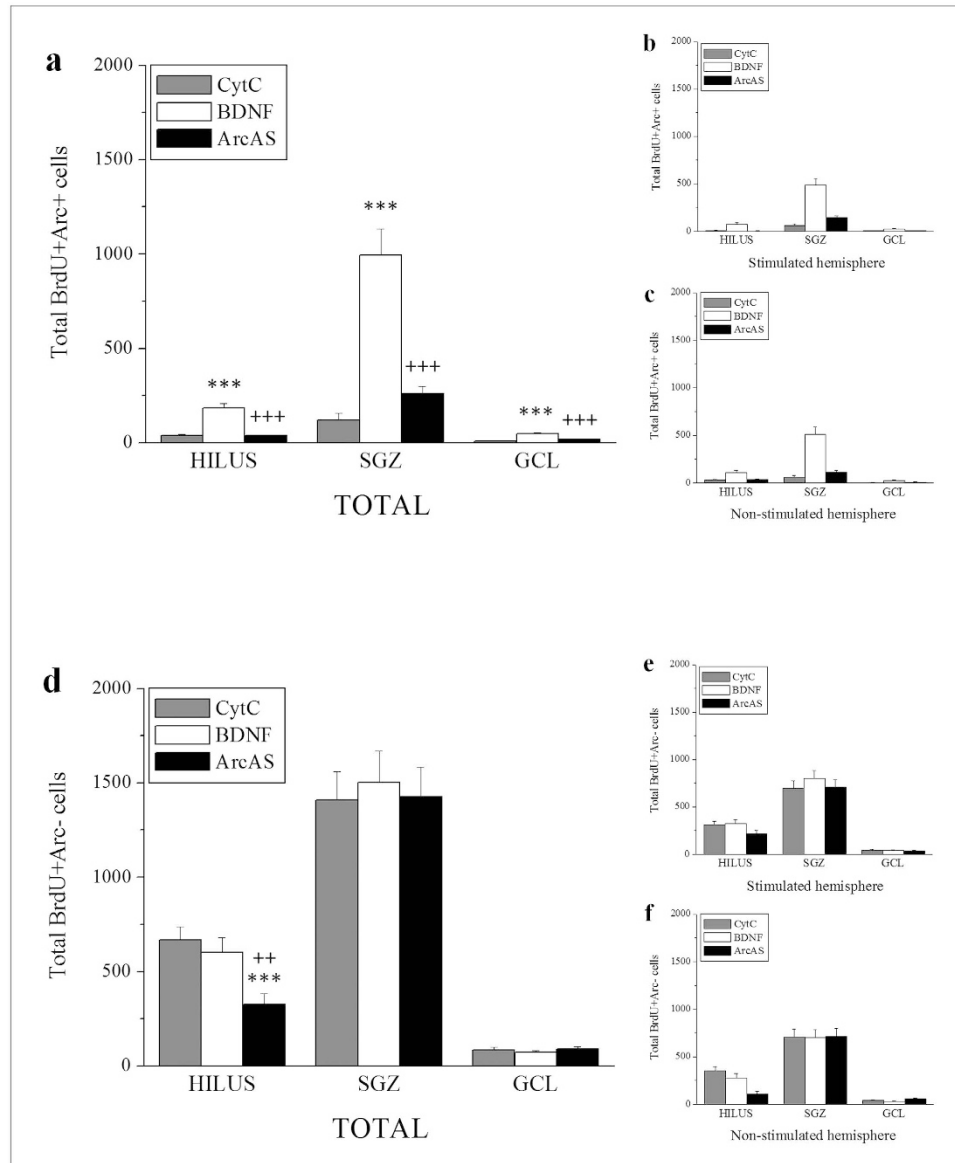 a
2000
1500
1000
500
0
Total BrdU+Arc+ cells
CytC
BDNF
ArcAS
***
+++
***
+++
***
+++
HILUS SGZ GCL
TOTAL
b
2000
1500
1000
500
0
Total BrdU+Arc+ cells
CytC
BDNF
ArcAS
HILUS SGZ GCL
Stimulated hemisphere
c
2000
1500
1000
500
0
Total BrdU+Arc+ cells
CytC
BDNF
ArcAS
HILUS SGZ GCL
Non-stimulated hemisphere
d
2000
1500
1000
500
0
Total BrdU+Arc- cells
CytC
BDNF
ArcAS
++
***
HILUS SGZ GCL
TOTAL
e
2000
1500
1000
500
0
Total BrdU+Arc- cells
CytC
BDNF
ArcAS
HILUS SGZ GCL
Stimulated hemisphere
f
2000
1500
1000
500
0
Total BrdU+Arc- cells
CytC
BDNF
ArcAS
HILUS SGZ GCL
Non-stimulated hemisphere